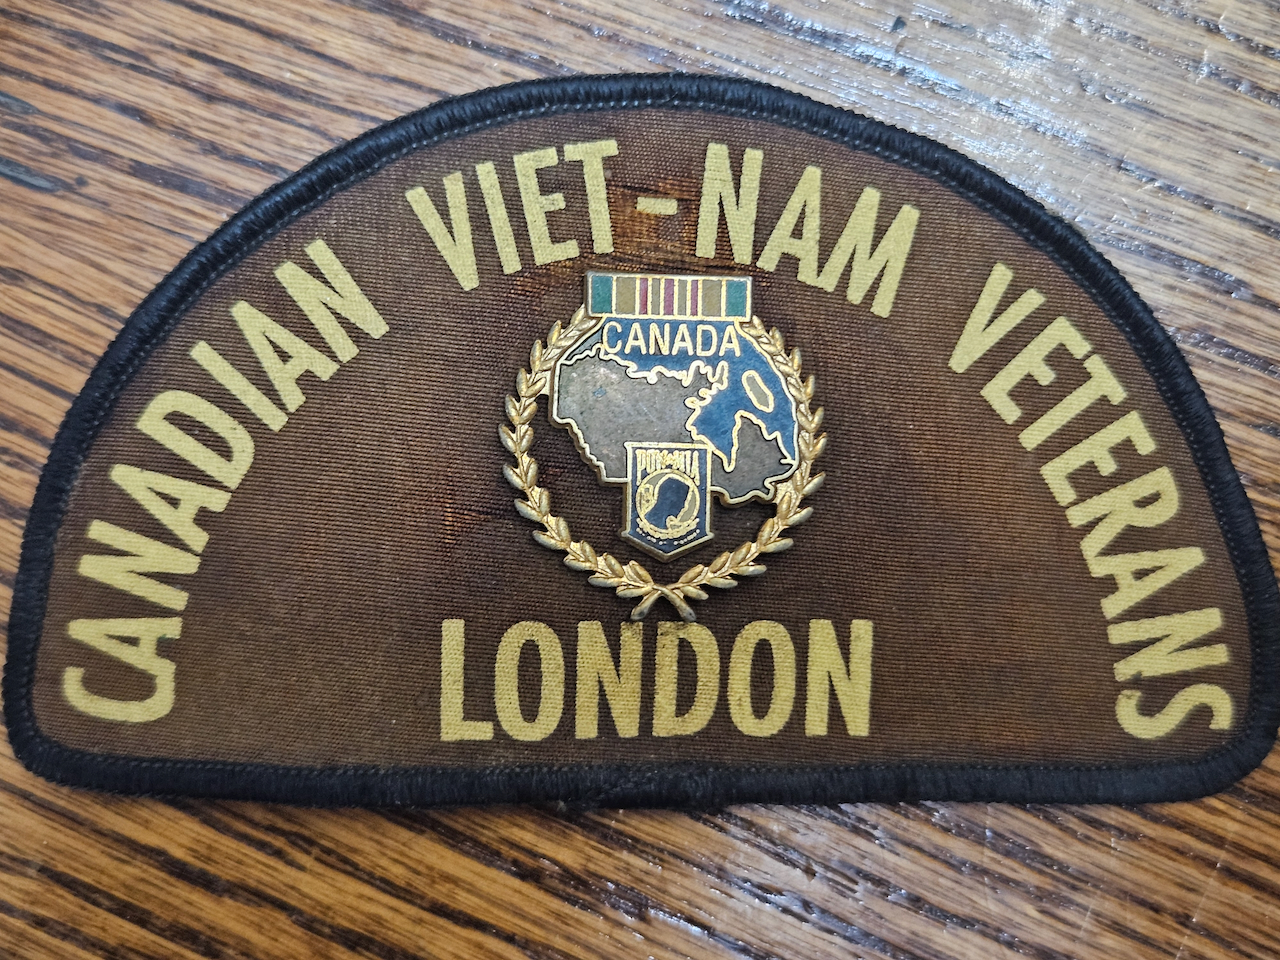 CANADIAN VIET-NAM VETERANS
CANADA
POW MIA
LONDON